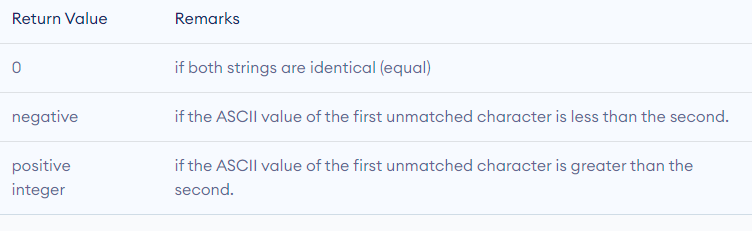 Return Value Remarks
0 if both strings are identical (equal)
negative if the ASCII value of the first unmatched character is less than the second.
positive if the ASCII value of the first unmatched character is greater than the
integer second.